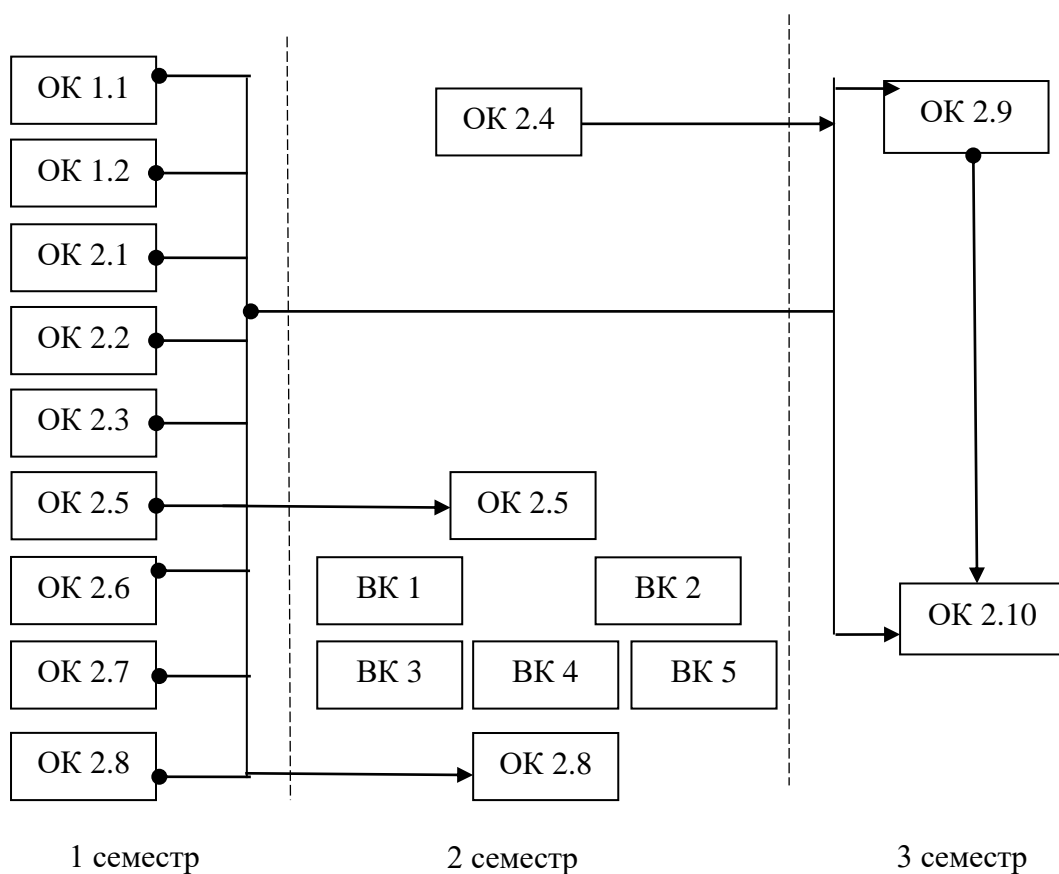 ОК 1.1
ОК 1.2
ОК 2.1
ОК 2.2
ОК 2.3
ОК 2.5
ОК 2.6
ОК 2.7
ОК 2.8
1 семестр
ОК 2.4
ОК 2.5
ВК 1
ВК 2
ВК 3
ВК 4
ВК 5
ОК 2.8
2 семестр
ОК 2.9
ОК 2.10
3 семестр